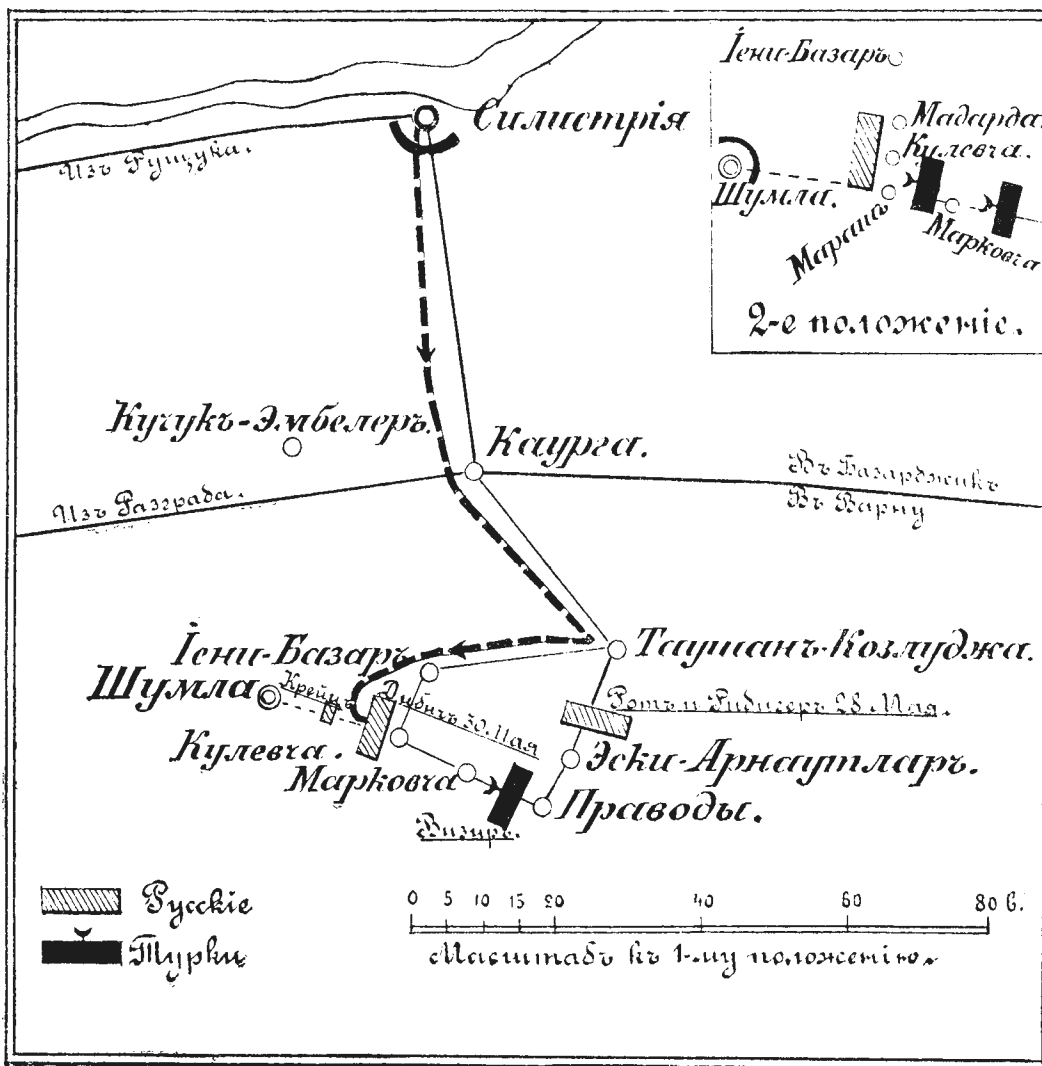 Іени-Базаръ
Силистрія
Мадарда
Кулевча.
Изъ Рущука.
Шумла.
Мараша
Марковча
2-е положеніе.
Кучукъ-Эмбелеръ.
Каурга.
Въ Базарджикъ
Изъ Разграда.
Въ Варну
Іени-Базаръ
Таушанъ-Козлуджа.
Шумла
Крейцъ
Дибичъ 30 Мая
Ротъ и Ридигеръ 28 Мая.
Кулевча.
Эски-Арнаутларъ.
Марковча
Праводы.
Визирь.
Русскіе
0 5 10 15 20 40 60 80 в.
Турки
Масштабъ къ 1-му положенію.